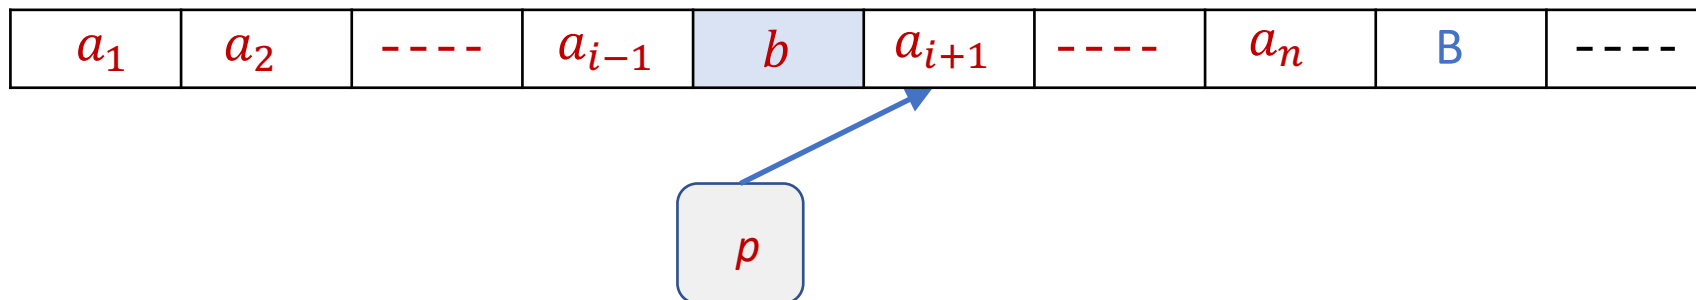 a₁ a₂ ---- aᵢ₋₁ b aᵢ₊₁ ---- aₙ B ----
p